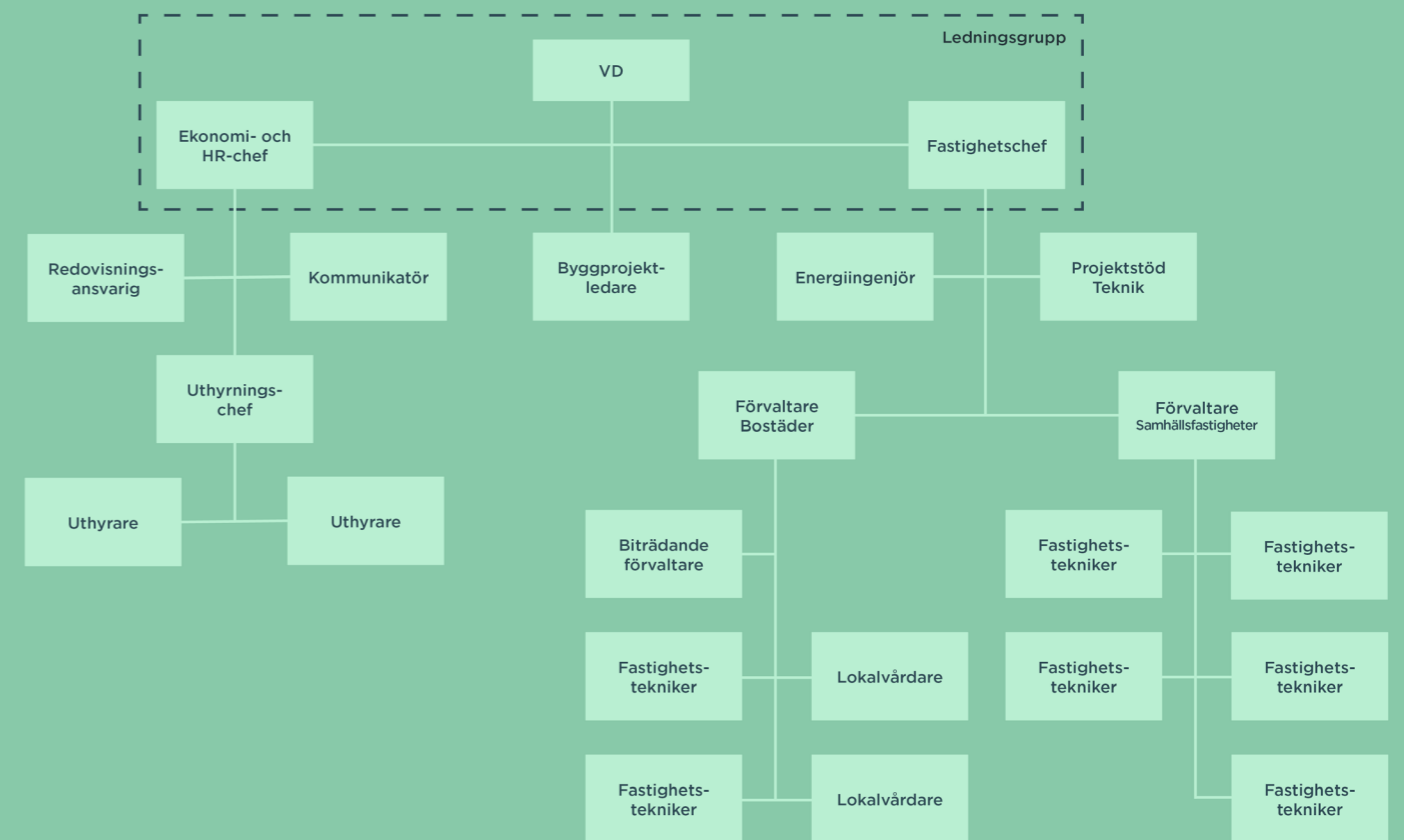 Ledningsgrupp
VD
Ekonomi- och
HR-chef
Fastighetschef
Redovisnings-
ansvarig
Kommunikatör
Byggprojekt-
ledare
Energiingenjör
Projektstöd
Teknik
Uthyrnings-
chef
Förvaltare
Bostäder
Förvaltare
Samhällsfastigheter
Uthyrare
Uthyrare
Biträdande
förvaltare
Fastighets-
tekniker
Fastighets-
tekniker
Fastighets-
tekniker
Lokalvårdare
Fastighets-
tekniker
Fastighets-
tekniker
Fastighets-
tekniker
Lokalvårdare
Fastighets-
tekniker